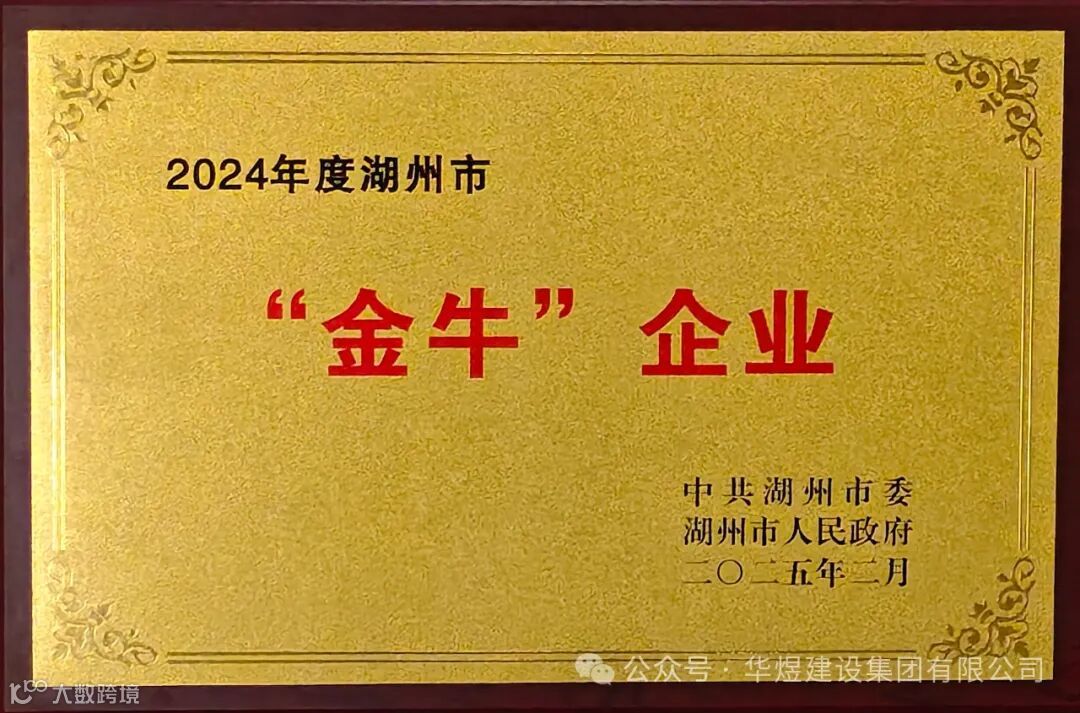 2024年度湖州市
“金牛”企业
中共湖州市委
湖州市人民政府
二〇二五年二月
公众号·华煜建设集团有限公司
大数跨境